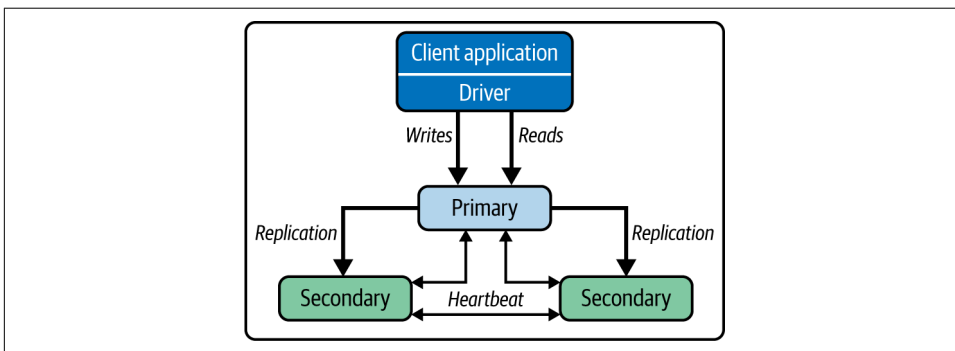 Client application
Driver
Writes
Reads
Primary
Replication
Replication
Secondary
Heartbeat
Secondary